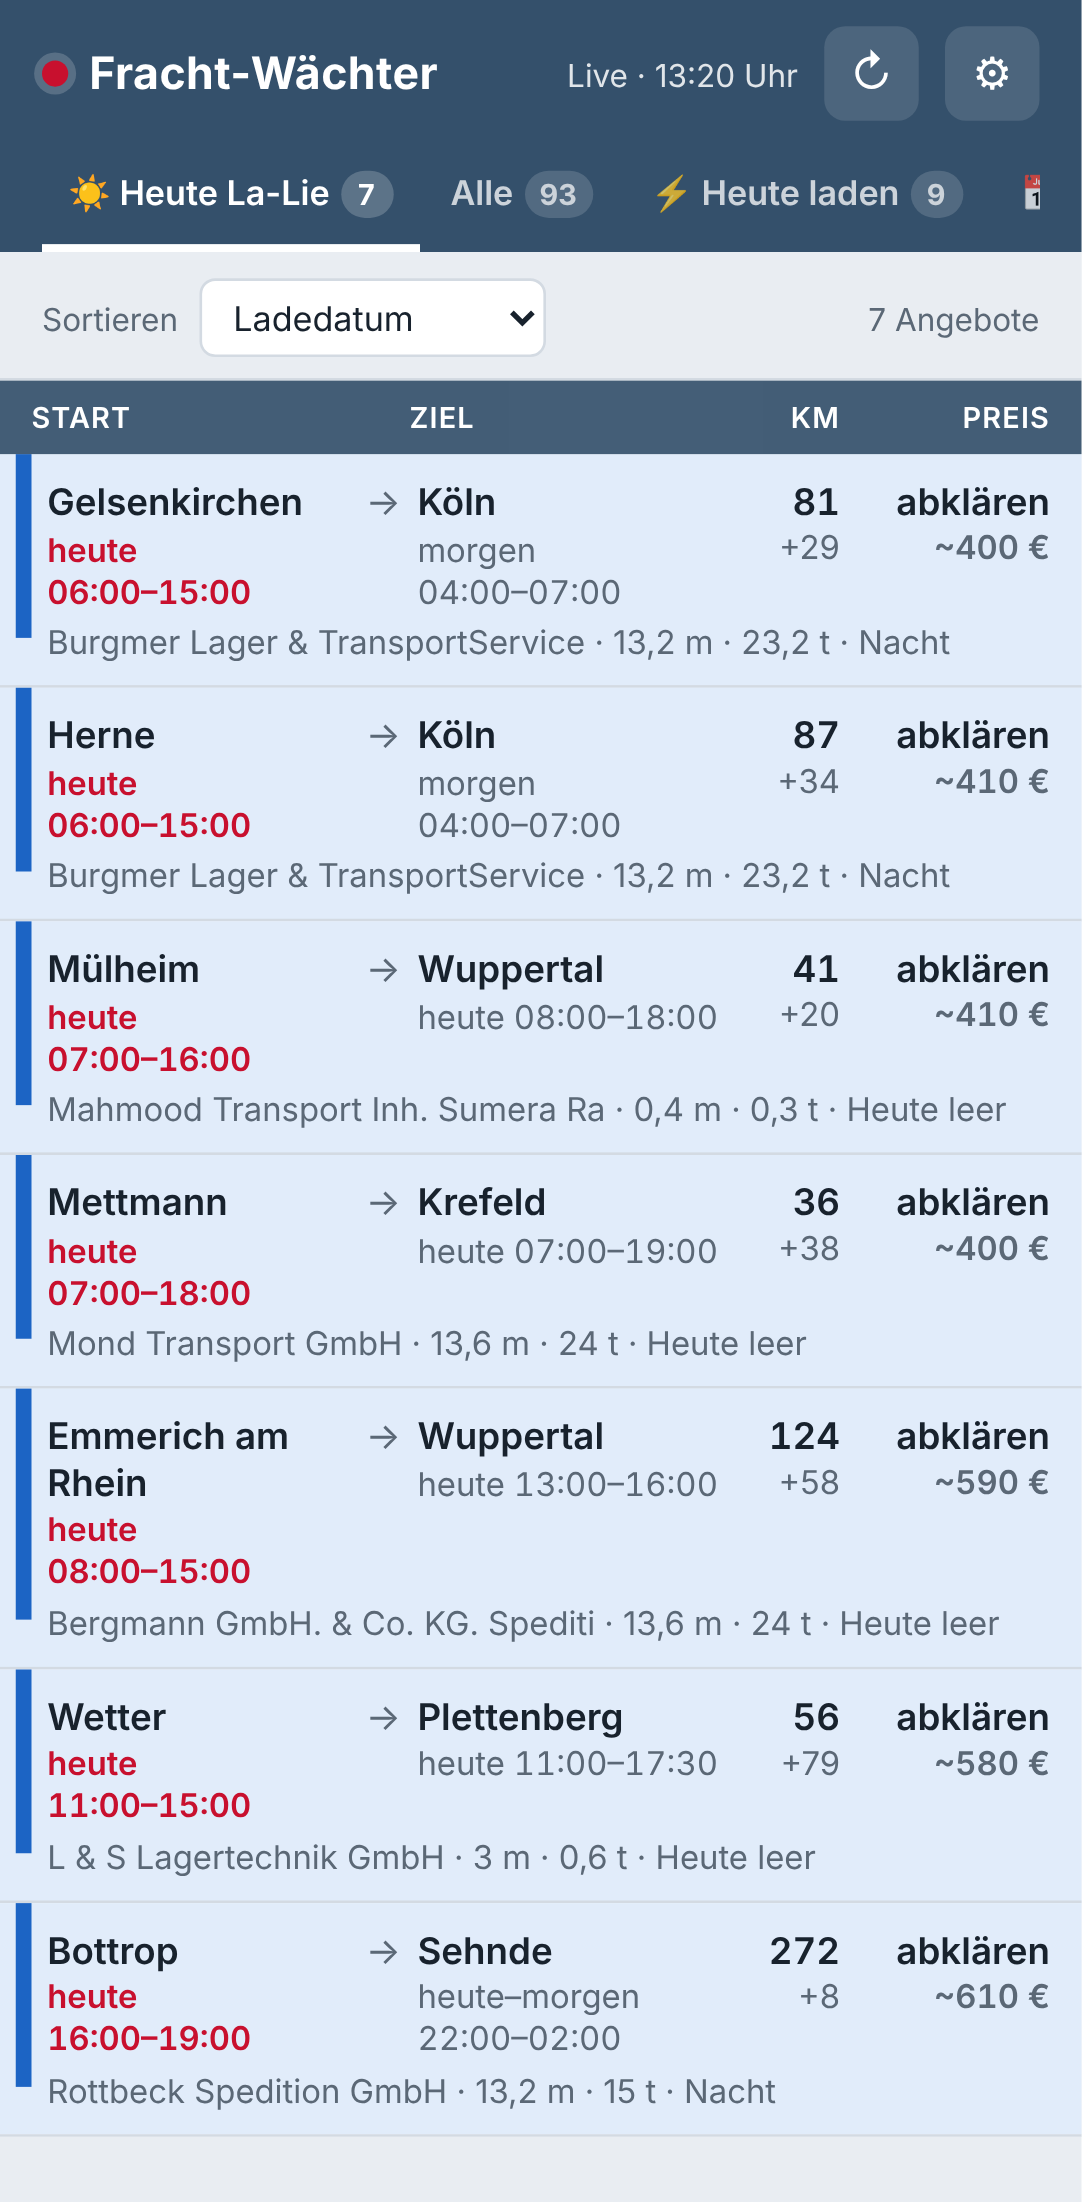 Fracht-Wächter Live · 13:20 Uhr
Heute La-Lie 7 Alle 93 Heute laden 9
Sortieren Ladedatum 7 Angebote
START ZIEL KM PREIS
Gelsenkirchen → Köln 81 abklären
heute morgen +29 ~400 €
06:00–15:00 04:00–07:00
Burgmer Lager & TransportService · 13,2 m · 23,2 t · Nacht
Herne → Köln 87 abklären
heute morgen +34 ~410 €
06:00–15:00 04:00–07:00
Burgmer Lager & TransportService · 13,2 m · 23,2 t · Nacht
Mülheim → Wuppertal 41 abklären
heute heute 08:00–18:00 +20 ~410 €
07:00–16:00
Mahmood Transport Inh. Sumera Ra · 0,4 m · 0,3 t · Heute leer
Mettmann → Krefeld 36 abklären
heute heute 07:00–19:00 +38 ~400 €
07:00–18:00
Mond Transport GmbH · 13,6 m · 24 t · Heute leer
Emmerich am → Wuppertal 124 abklären
Rhein heute 13:00–16:00 +58 ~590 €
heute
08:00–15:00
Bergmann GmbH. & Co. KG. Spediti · 13,6 m · 24 t · Heute leer
Wetter → Plettenberg 56 abklären
heute heute 11:00–17:30 +79 ~580 €
11:00–15:00
L & S Lagertechnik GmbH · 3 m · 0,6 t · Heute leer
Bottrop → Sehnde 272 abklären
heute heute–morgen +8 ~610 €
16:00–19:00 22:00–02:00
Rottbeck Spedition GmbH · 13,2 m · 15 t · Nacht